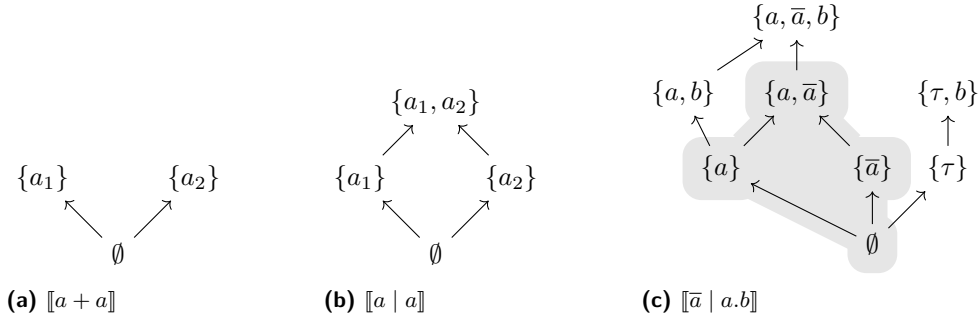 {a, a̅, b}
{a₁, a₂} {a, b} {a, a̅} {τ, b}
{a₁} {a₂} {a₁} {a₂} {a} {a̅} {τ}
∅ ∅ ∅
(a) ⟦a + a⟧ (b) ⟦a | a⟧ (c) ⟦a̅ | a.b⟧